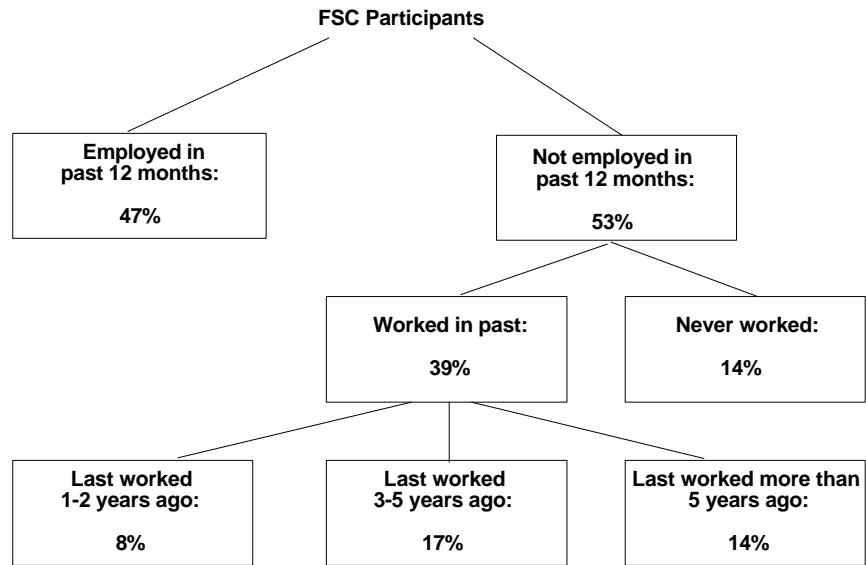 FSC Participants
Employed in
past 12 months:
47%
Not employed in
past 12 months:
53%
Worked in past:
39%
Never worked:
14%
Last worked
1-2 years ago:
8%
Last worked
3-5 years ago:
17%
Last worked more than
5 years ago:
14%